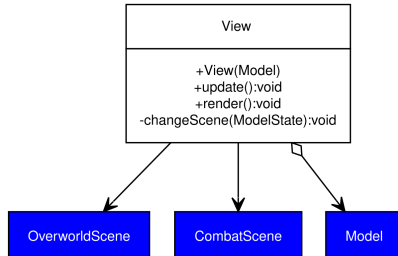 View
+View(Model)
+update():void
+render():void
-changeScene(ModelState):void
OverworldScene
CombatScene
Model